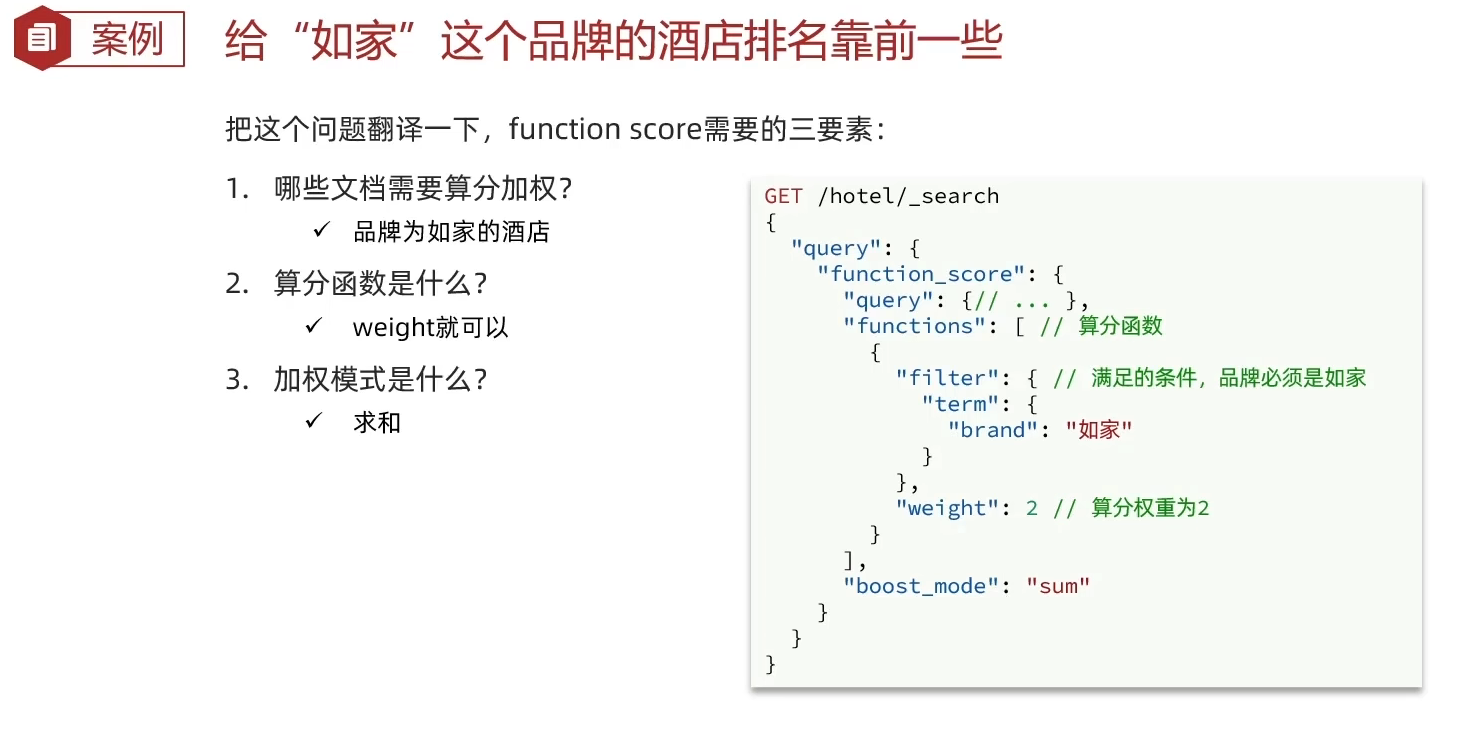 案例
给“如家”这个品牌的酒店排名靠前一些
把这个问题翻译一下，function score需要的三要素：
1. 哪些文档需要算分加权？
✓ 品牌为如家的酒店
2. 算分函数是什么？
✓ weight就可以
3. 加权模式是什么？
✓ 求和
GET /hotel/_search
{
  "query": {
    "function_score": {
      "query": {// ... },
      "functions": [ // 算分函数
        {
          "filter": { // 满足的条件，品牌必须是如家
            "term": {
              "brand": "如家"
            }
          },
          "weight": 2 // 算分权重为2
        }
      ],
      "boost_mode": "sum"
    }
  }
}